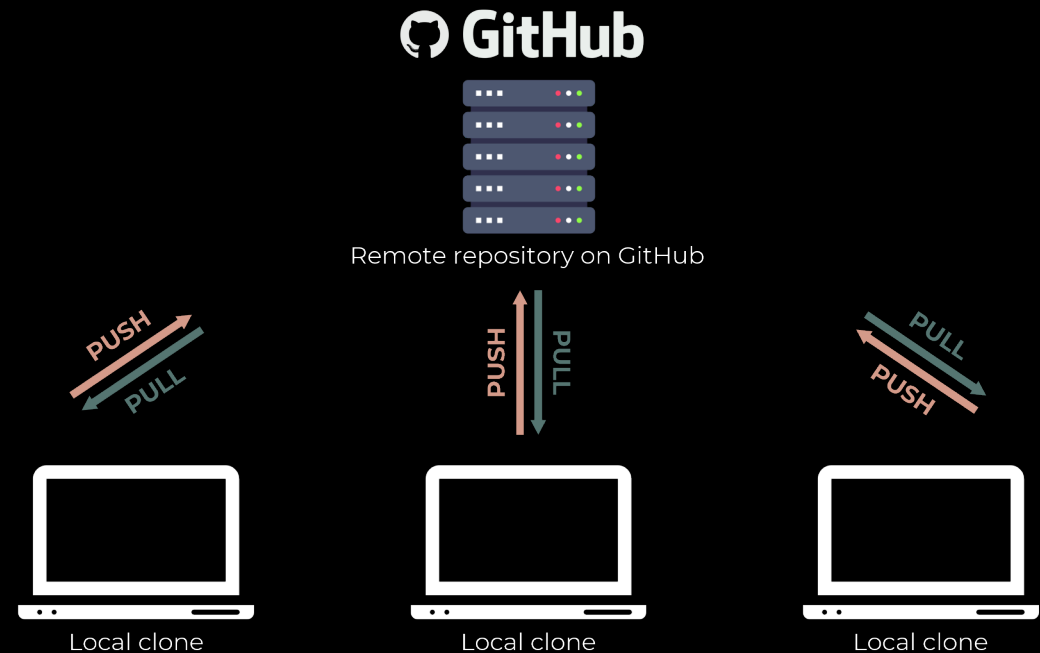 GitHub
Remote repository on GitHub
PUSH
PULL
PUSH
PULL
PULL
PUSH
Local clone
Local clone
Local clone